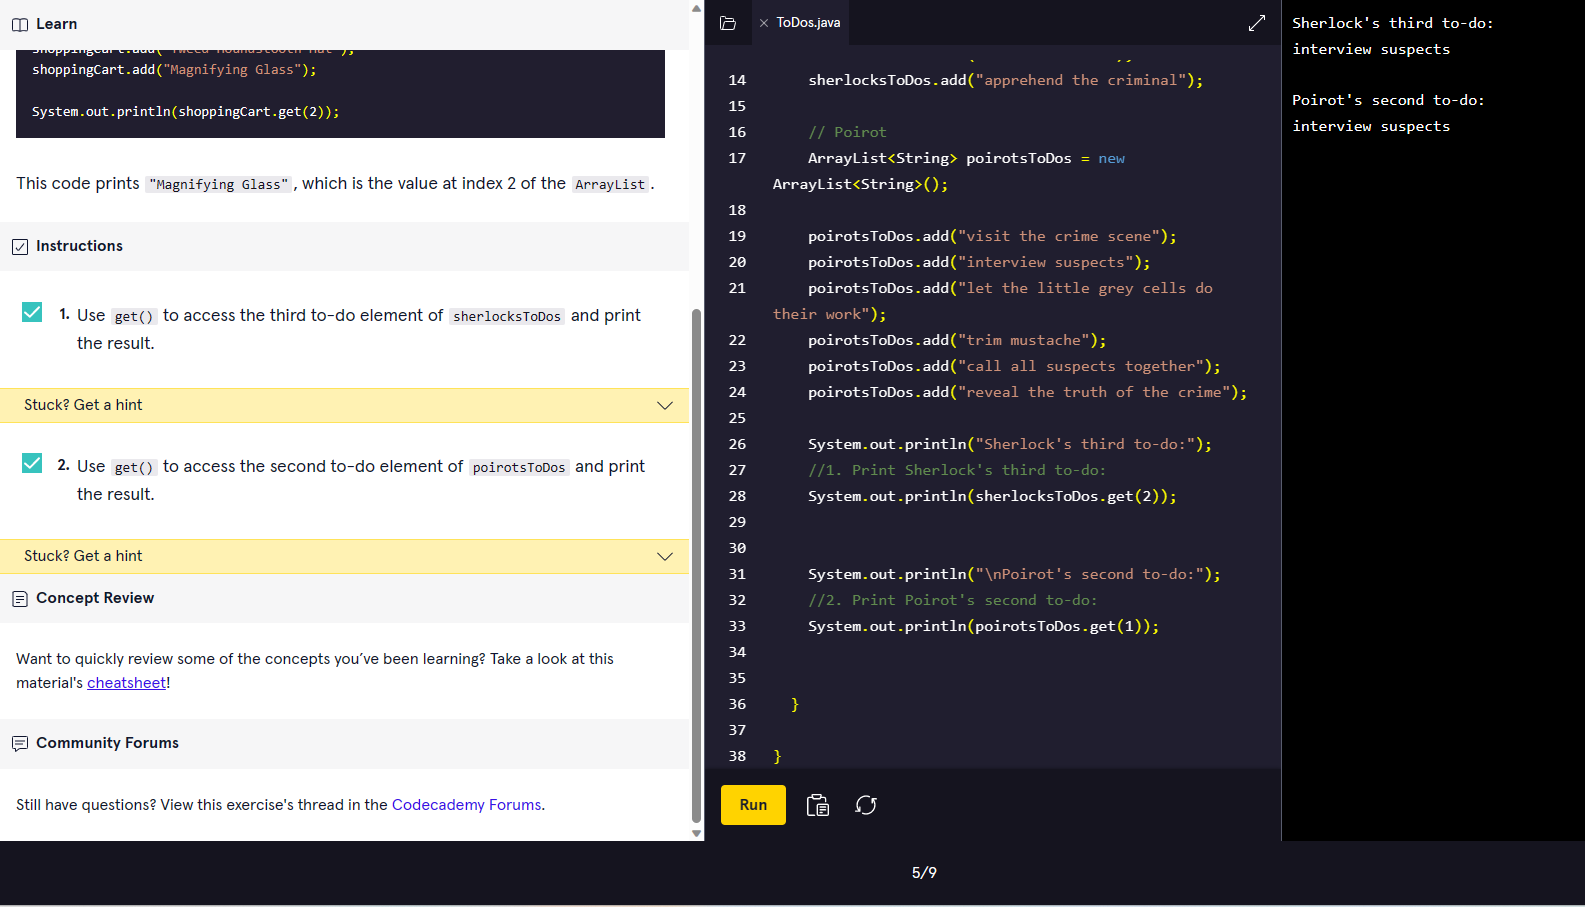 Learn
shoppingCart.add("Tweed Houndstooth Hat");
shoppingCart.add("Magnifying Glass");
System.out.println(shoppingCart.get(2));
This code prints "Magnifying Glass", which is the value at index 2 of the ArrayList.
Instructions
1. Use get() to access the third to-do element of sherlocksToDos and print
the result.
Stuck? Get a hint
2. Use get() to access the second to-do element of poirotsToDos and print
the result.
Stuck? Get a hint
Concept Review
Want to quickly review some of the concepts you've been learning? Take a look at this
material's cheatsheet!
Community Forums
Still have questions? View this exercise's thread in the Codecademy Forums.
ToDos.java
14 sherlocksToDos.add("apprehend the criminal");
15
16 // Poirot
17 ArrayList<String> poirotsToDos = new
ArrayList<String>();
18
19 poirotsToDos.add("visit the crime scene");
20 poirotsToDos.add("interview suspects");
21 poirotsToDos.add("let the little grey cells do
their work");
22 poirotsToDos.add("trim mustache");
23 poirotsToDos.add("call all suspects together");
24 poirotsToDos.add("reveal the truth of the crime");
25
26 System.out.println("Sherlock's third to-do:");
27 //1. Print Sherlock's third to-do:
28 System.out.println(sherlocksToDos.get(2));
29
30
31 System.out.println("\nPoirot's second to-do:");
32 //2. Print Poirot's second to-do:
33 System.out.println(poirotsToDos.get(1));
34
35
36 }
37
38 }
Run
Sherlock's third to-do:
interview suspects
Poirot's second to-do:
interview suspects
5/9